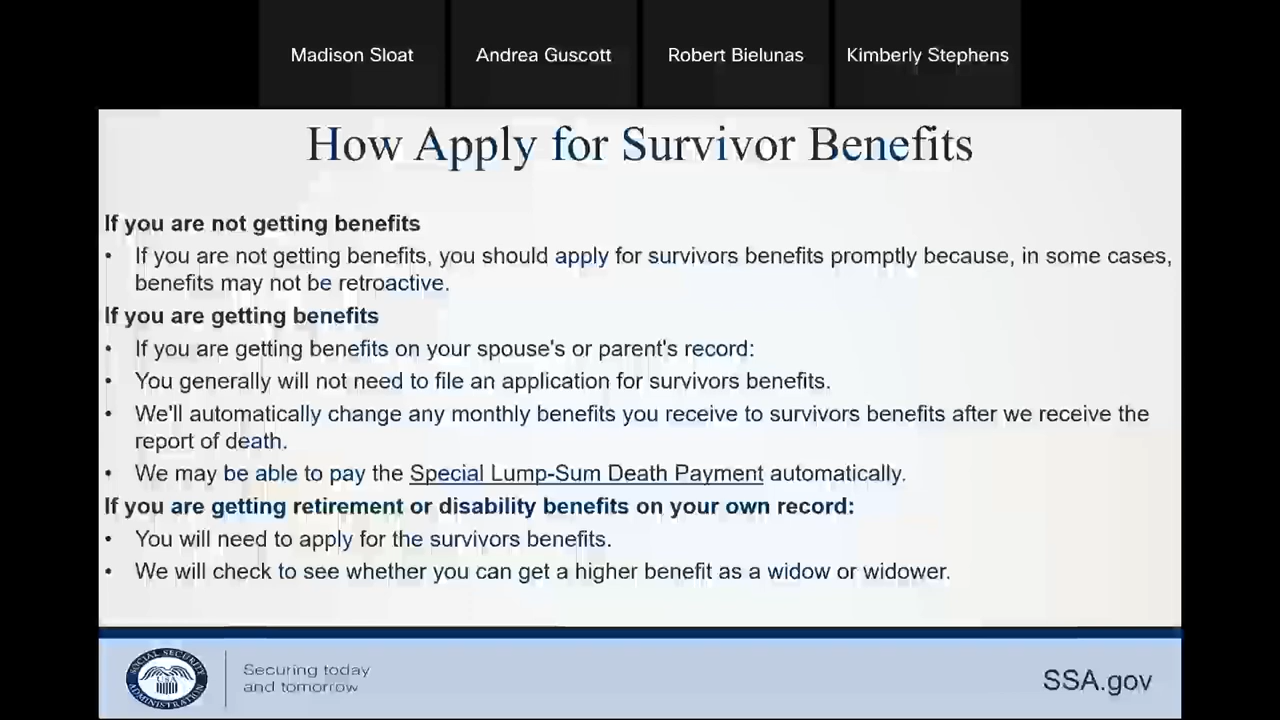 Madison Sloat
Andrea Guscott
Robert Bielunas
Kimberly Stephens
How Apply for Survivor Benefits
If you are not getting benefits
• If you are not getting benefits, you should apply for survivors benefits promptly because, in some cases,
benefits may not be retroactive.
If you are getting benefits
• If you are getting benefits on your spouse's or parent's record:
• You generally will not need to file an application for survivors benefits.
• We'll automatically change any monthly benefits you receive to survivors benefits after we receive the
report of death.
• We may be able to pay the Special Lump-Sum Death Payment automatically.
If you are getting retirement or disability benefits on your own record:
• You will need to apply for the survivors benefits.
• We will check to see whether you can get a higher benefit as a widow or widower.
SOCIAL SECURITY
USA
ADMINISTRATION
Securing today
and tomorrow
SSA.gov